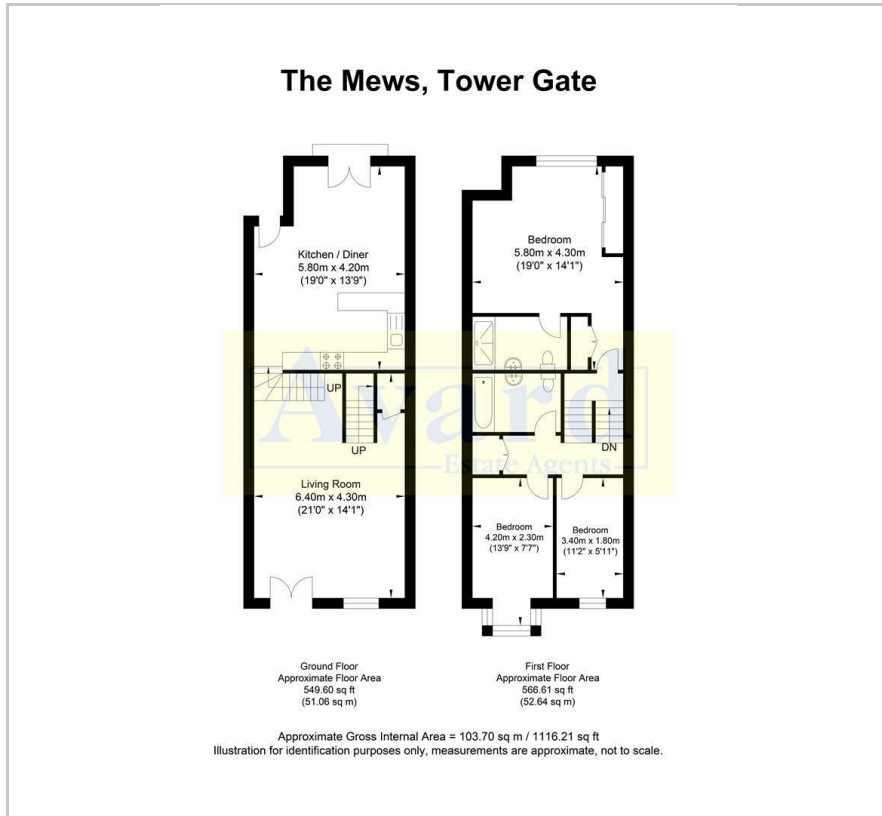 The Mews, Tower Gate
Kitchen / Diner
5.80m x 4.20m
(19'0" x 13'9")
UP
UP
Living Room
6.40m x 4.30m
(21'0" x 14'1")
Bedroom
5.80m x 4.30m
(19'0" x 14'1")
DN
Bedroom
4.20m x 2.30m
(13'9" x 7'7")
Bedroom
3.40m x 1.80m
(11'2" x 5'11")
Avard
Estate Agents
Ground Floor
Approximate Floor Area
549.60 sq ft
(51.06 sq m)
First Floor
Approximate Floor Area
566.61 sq ft
(52.64 sq m)
Approximate Gross Internal Area = 103.70 sq m / 1116.21 sq ft
Illustration for identification purposes only, measurements are approximate, not to scale.